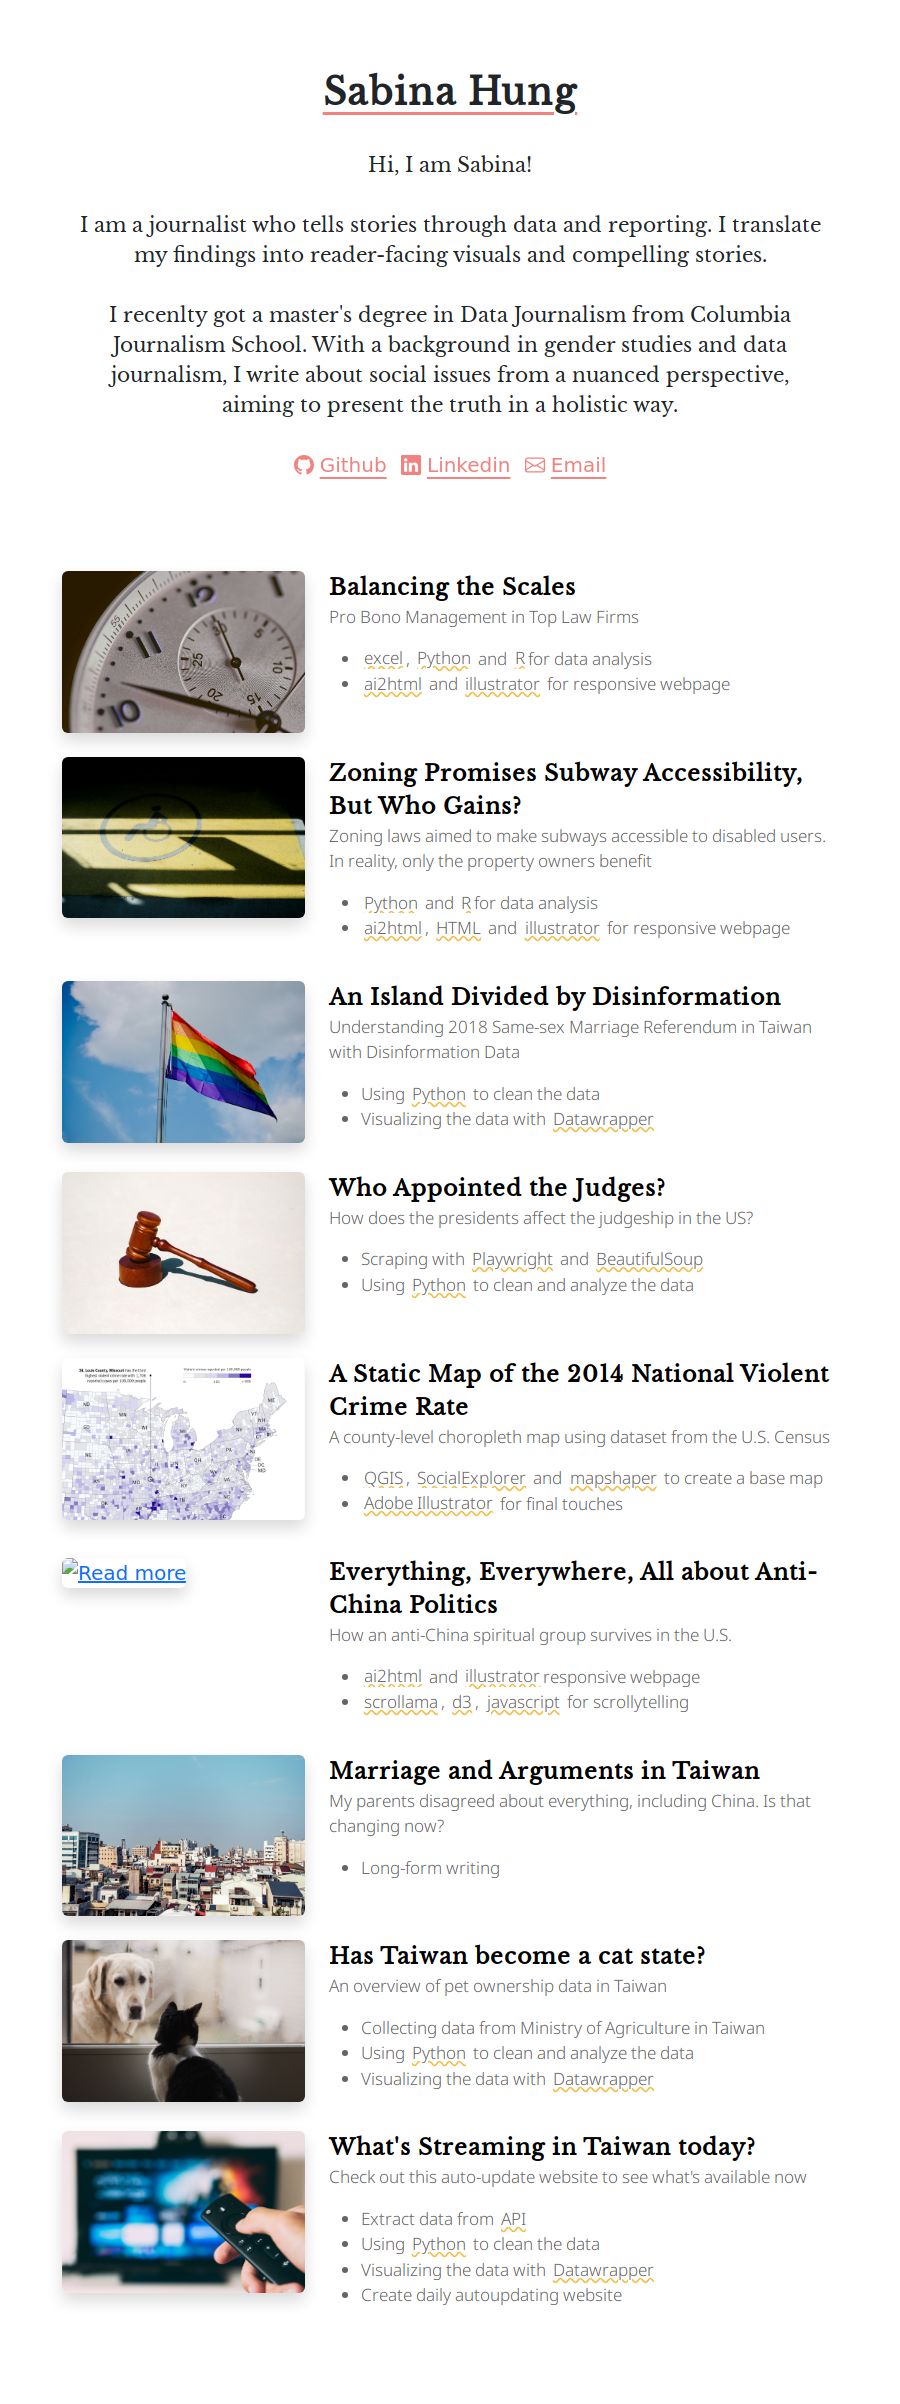 Sabina Hung
Hi, I am Sabina!
I am a journalist who tells stories through data and reporting. I translate
my findings into reader-facing visuals and compelling stories.
I recenlty got a master's degree in Data Journalism from Columbia
Journalism School. With a background in gender studies and data
journalism, I write about social issues from a nuanced perspective,
aiming to present the truth in a holistic way.
Github Linkedin Email
Balancing the Scales
Pro Bono Management in Top Law Firms
excel, Python and R for data analysis
ai2html and illustrator for responsive webpage
Zoning Promises Subway Accessibility,
But Who Gains?
Zoning laws aimed to make subways accessible to disabled users.
In reality, only the property owners benefit
Python and R for data analysis
ai2html, HTML and illustrator for responsive webpage
An Island Divided by Disinformation
Understanding 2018 Same-sex Marriage Referendum in Taiwan
with Disinformation Data
Using Python to clean the data
Visualizing the data with Datawrapper
Who Appointed the Judges?
How does the presidents affect the judgeship in the US?
Scraping with Playwright and BeautifulSoup
Using Python to clean and analyze the data
A Static Map of the 2014 National Violent
Crime Rate
A county-level choropleth map using dataset from the U.S. Census
QGIS, SocialExplorer and mapshaper to create a base map
Adobe Illustrator for final touches
Read more
Everything, Everywhere, All about Anti-
China Politics
How an anti-China spiritual group survives in the U.S.
ai2html and illustrator responsive webpage
scrollama, d3, javascript for scrollytelling
Marriage and Arguments in Taiwan
My parents disagreed about everything, including China. Is that
changing now?
Long-form writing
Has Taiwan become a cat state?
An overview of pet ownership data in Taiwan
Collecting data from Ministry of Agriculture in Taiwan
Using Python to clean and analyze the data
Visualizing the data with Datawrapper
What's Streaming in Taiwan today?
Check out this auto-update website to see what's available now
Extract data from API
Using Python to clean the data
Visualizing the data with Datawrapper
Create daily autoupdating website